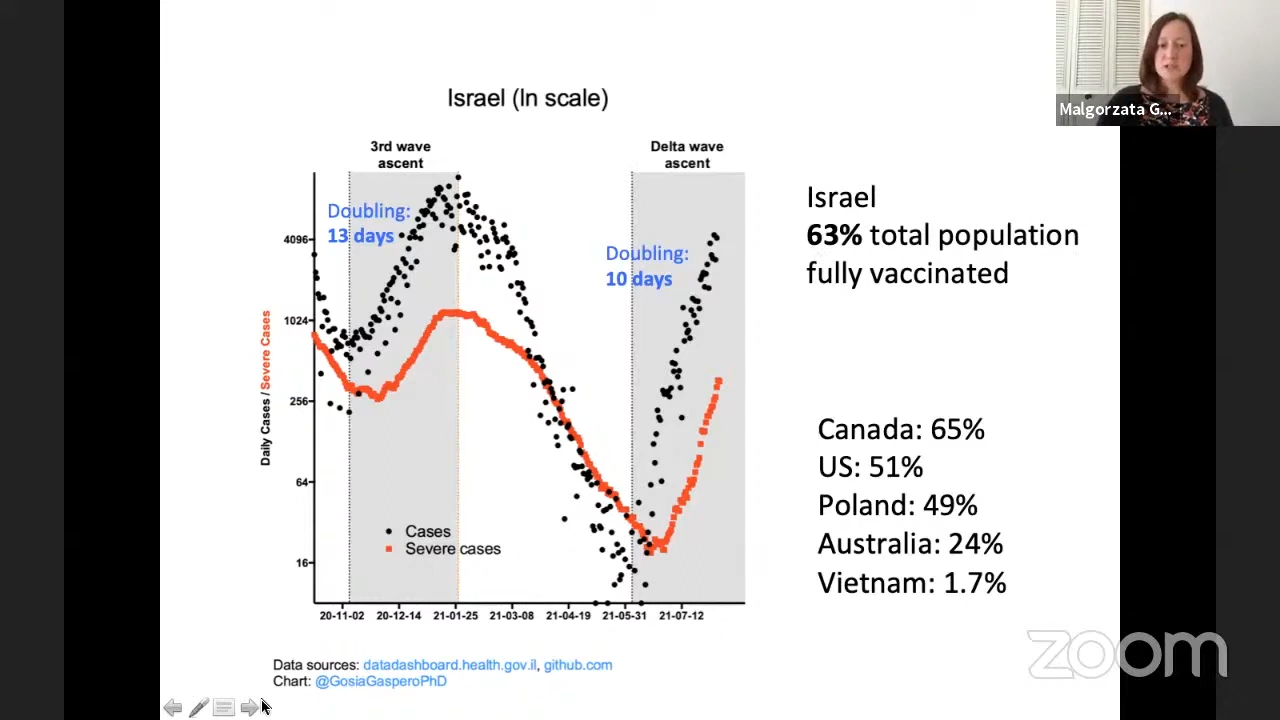 Malgorzata G...
Israel (ln scale)
3rd wave
ascent
Delta wave
ascent
Doubling:
13 days
Doubling:
10 days
Daily Cases / Severe Cases
4096
1024
256
64
16
Cases
Severe cases
20-11-02 20-12-14 21-01-25 21-03-08 21-04-19 21-05-31 21-07-12
Data sources: datadashboard.health.gov.il, github.com
Chart: @GosiaGasperoPhD
Israel
63% total population
fully vaccinated
Canada: 65%
US: 51%
Poland: 49%
Australia: 24%
Vietnam: 1.7%
zoom